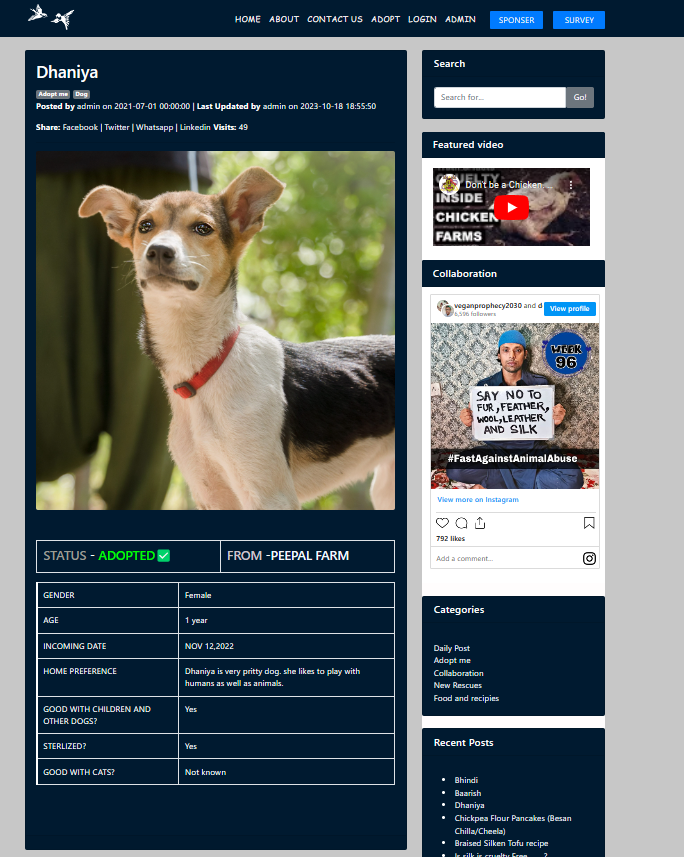 HOME ABOUT CONTACT US ADOPT LOGIN ADMIN SPONSER SURVEY
Dhaniya
Adopt me Dog
Posted by admin on 2021-07-01 00:00:00 | Last Updated by admin on 2023-10-18 18:55:50
Share: Facebook | Twitter | Whatsapp | Linkedin Visits: 49
STATUS - ADOPTED✅ FROM -PEEPAL FARM
GENDER Female
AGE 1 year
INCOMING DATE NOV 12,2022
HOME PREFERENCE Dhaniya is very pritty dog. she likes to play with
humans as well as animals.
GOOD WITH CHILDREN AND Yes
OTHER DOGS?
STERLIZED? Yes
GOOD WITH CATS? Not known
Search
Search for... Go!
Featured video
CRUELTY
Don't be a Chicken...
INSIDE
CHICKEN
FARMS
Collaboration
veganprophecy2030 and d
6,596 followers
View profile
WEEK
96
SAY NO TO
FUR, FEATHER,
WOOL, LEATHER
AND SILK
#FastAgainstAnimalAbuse
View more on Instagram
792 likes
Add a comment...
Categories
Daily Post
Adopt me
Collaboration
New Rescues
Food and recipies
Recent Posts
Bhindi
Baarish
Dhaniya
Chickpea Flour Pancakes (Besan
Chilla/Cheela)
Braised Silken Tofu recipe
Is silk is cruelty Free......?